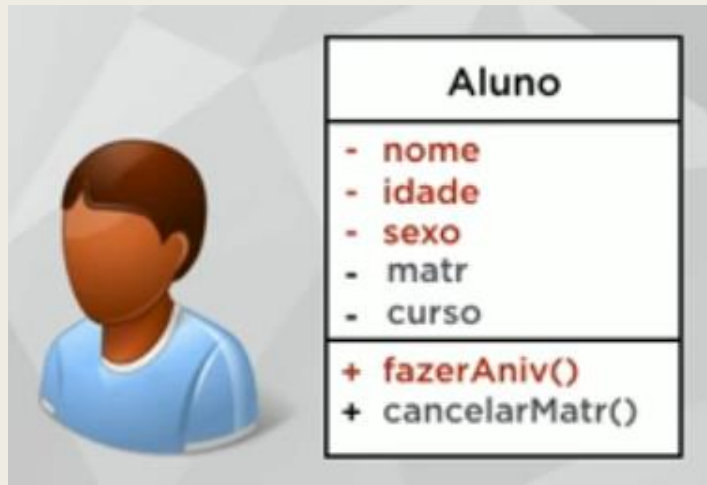 Aluno
- nome
- idade
- sexo
- matr
- curso
+ fazerAniv()
+ cancelarMatr()